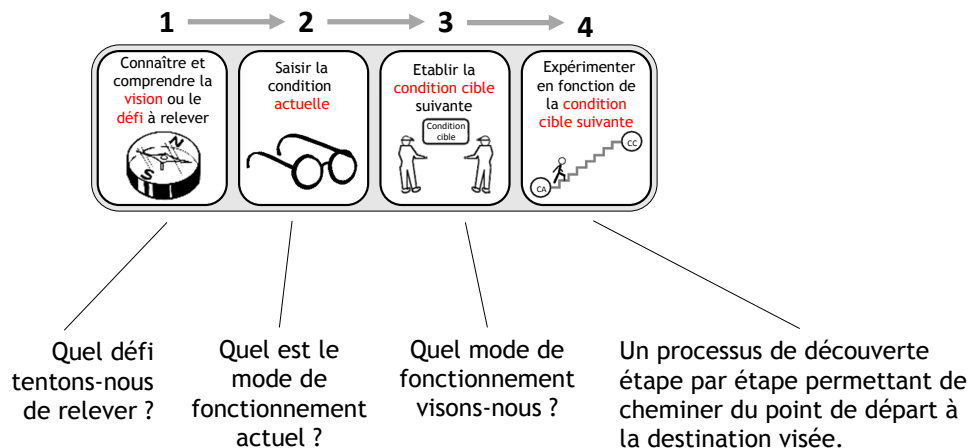 1
2
3
4
Connaître et
comprendre la
vision ou le
défi à relever
N
S
Saisir la
condition
actuelle
Etablir la
condition cible
suivante
Condition
cible
Expérimenter
en fonction de
la condition
cible suivante
CC
CA
Quel défi
tentons-nous
de relever ?
Quel est le
mode de
fonctionnement
actuel ?
Quel mode de
fonctionnement
visons-nous ?
Un processus de découverte
étape par étape permettant de
cheminer du point de départ à
la destination visée.